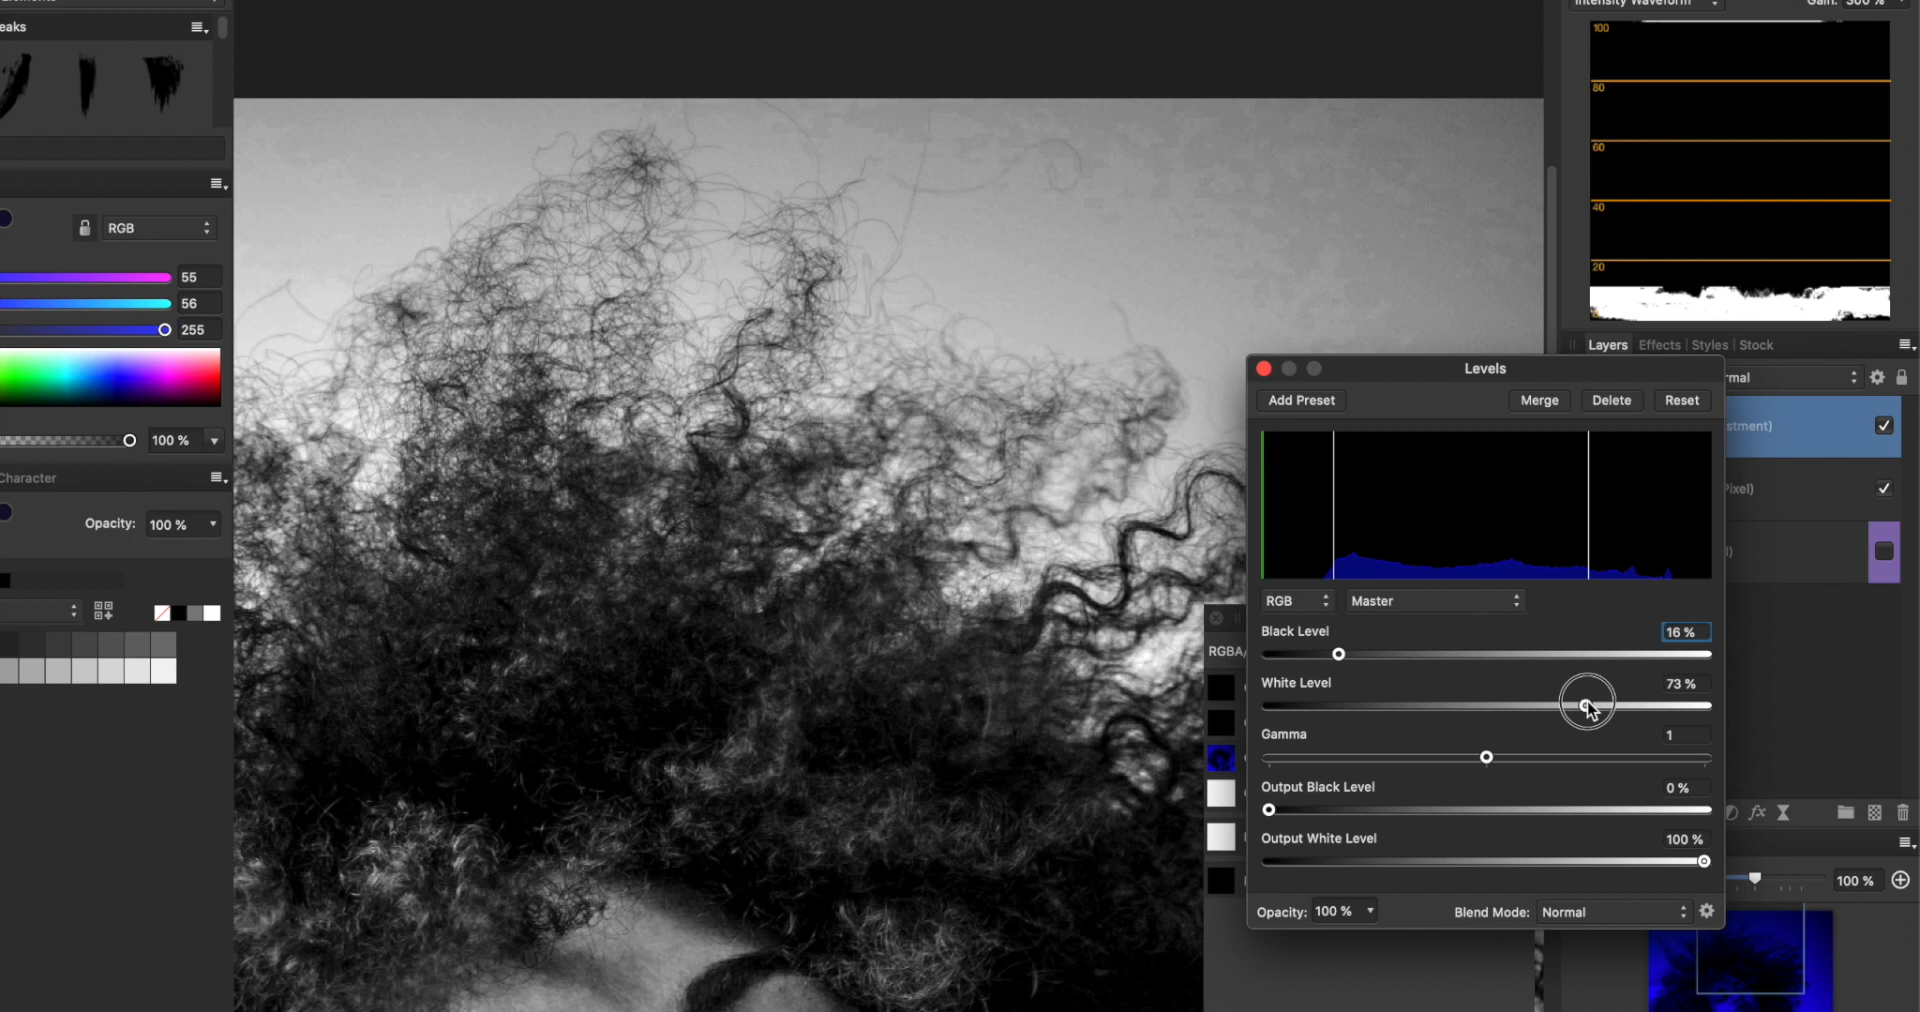 eaks
RGB
55
56
255
100 %
Character
Opacity: 100 %
Intensity Waveform
Gain: 300 %
100
80
60
40
20
Layers Effects Styles Stock
rmal
stment)
Pixel)
l)
100 %
RGBA/
Levels
Add Preset Merge Delete Reset
RGB Master
Black Level 16 %
White Level 73 %
Gamma 1
Output Black Level 0 %
Output White Level 100 %
Opacity: 100 % Blend Mode: Normal